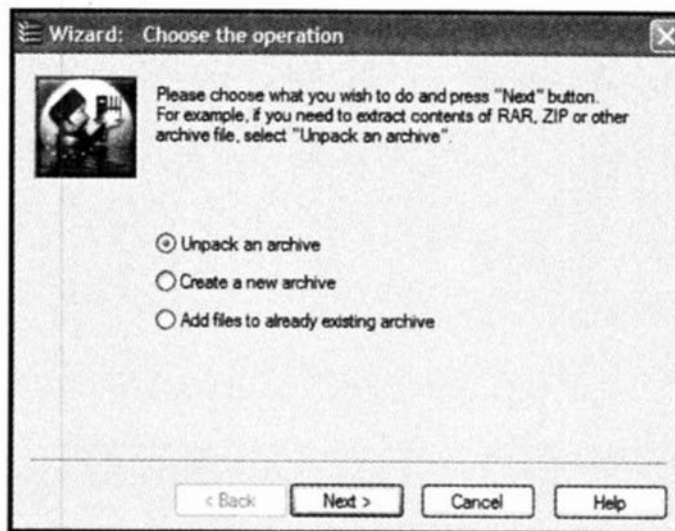 Wizard: Choose the operation
Please choose what you wish to do and press "Next" button.
For example, if you need to extract contents of RAR, ZIP or other
archive file, select "Unpack an archive".
Unpack an archive
Create a new archive
Add files to already existing archive
< Back Next > Cancel Help